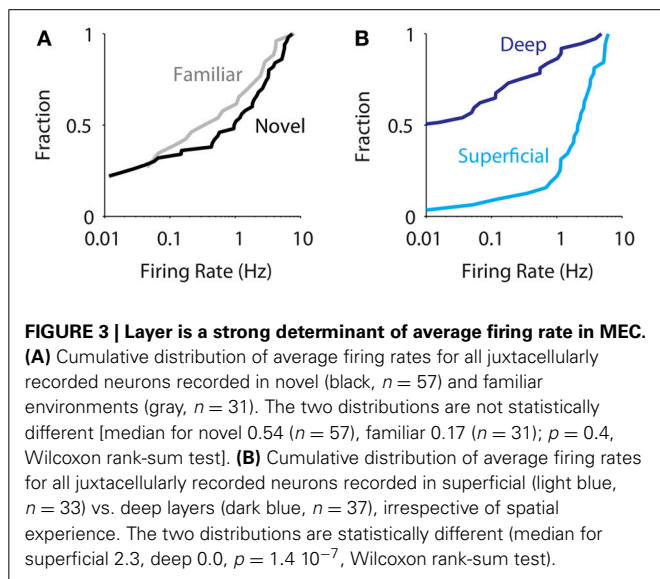 A
B
Familiar
Novel
Deep
Superficial
Fraction
1
0.5
0
0.01 0.1 1 10
Firing Rate (Hz)
Fraction
1
0.5
0
0.01 0.1 1 10
Firing Rate (Hz)
FIGURE 3 | Layer is a strong determinant of average firing rate in MEC.
(A) Cumulative distribution of average firing rates for all juxtacellularly
recorded neurons recorded in novel (black, n = 57) and familiar
environments (gray, n = 31). The two distributions are not statistically
different [median for novel 0.54 (n = 57), familiar 0.17 (n = 31); p = 0.4,
Wilcoxon rank-sum test]. (B) Cumulative distribution of average firing rates
for all juxtacellularly recorded neurons recorded in superficial (light blue,
n = 33) vs. deep layers (dark blue, n = 37), irrespective of spatial
experience. The two distributions are statistically different (median for
superficial 2.3, deep 0.0, p = 1.4 10⁻⁷, Wilcoxon rank-sum test).